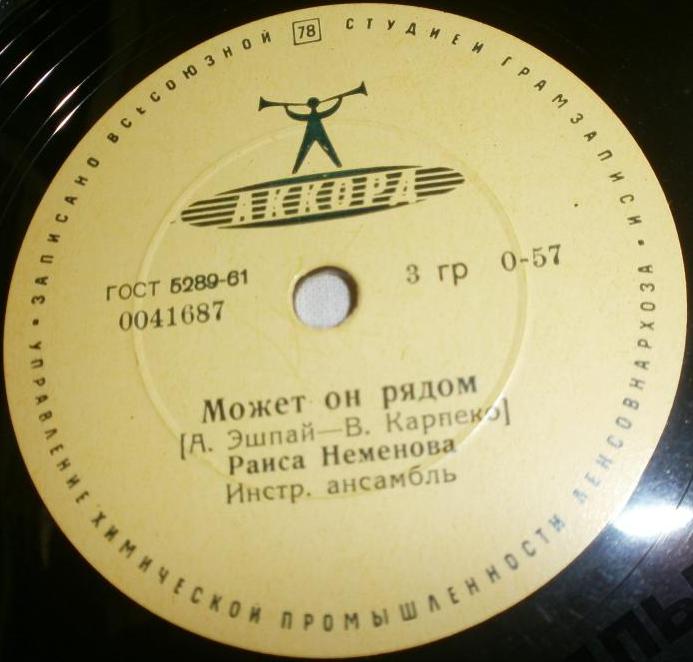 • ЗАПИСАНО ВСЕСОЮЗНОЙ 78 СТУДИЕЙ ГРАМЗАПИСИ •
АККОРД
ГОСТ 5289-61
3 гр 0-57
0041687
Может он рядом
[А. Эшпай—В. Карпеко]
Раиса Неменова
Инстр. ансамбль
УПРАВЛЕНИЕ ХИМИЧЕСКОЙ ПРОМЫШЛЕННОСТИ ЛЕНСОВНАРХОЗА